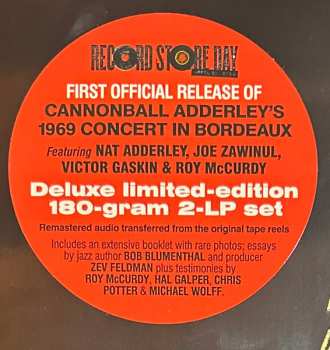 RECORD STORE DAY
FIRST OFFICIAL RELEASE OF
CANNONBALL ADDERLEY'S
1969 CONCERT IN BORDEAUX
Featuring NAT ADDERLEY, JOE ZAWINUL,
VICTOR GASKIN & ROY McCURDY
Deluxe limited-edition
180-gram 2-LP set
Remastered audio transferred from the original tape reels
Includes an extensive booklet with rare photos; essays
by jazz author BOB BLUMENTHAL and producer
ZEV FELDMAN plus testimonies by
ROY McCURDY, HAL GALPER, CHRIS
POTTER & MICHAEL WOLFF.